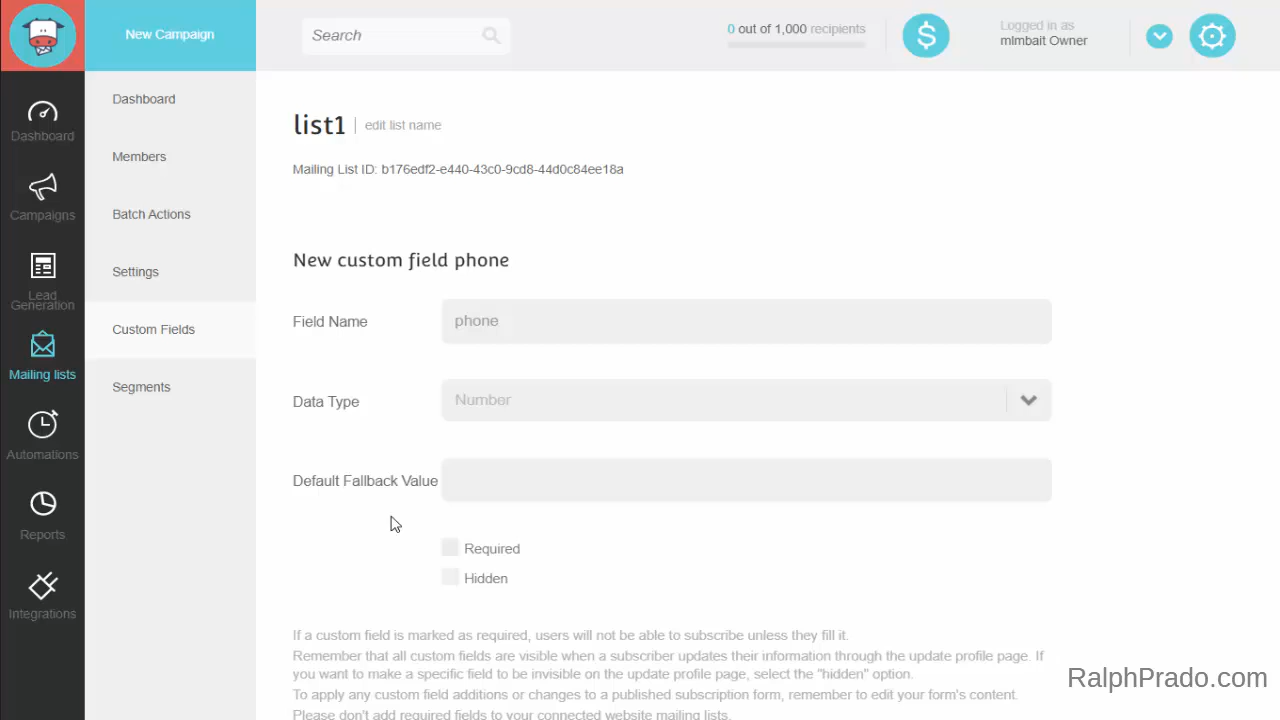 New Campaign
Search
0 out of 1,000 recipients
Logged in as
mlmbait Owner
Dashboard
Campaigns
Lead
Generation
Mailing lists
Automations
Reports
Integrations
Dashboard
Members
Batch Actions
Settings
Custom Fields
Segments
list1 | edit list name
Mailing List ID: b176edf2-e440-43c0-9cd8-44d0c84ee18a
New custom field phone
Field Name
phone
Data Type
Number
Default Fallback Value
Required
Hidden
If a custom field is marked as required, users will not be able to subscribe unless they fill it.
Remember that all custom fields are visible when a subscriber updates their information through the update profile page. If
you want to make a specific field to be invisible on the update profile page, select the "hidden" option.
To apply any custom field additions or changes to a published subscription form, remember to edit your form's content.
Please don't add required fields to your connected website mailing lists.
RalphPrado.com